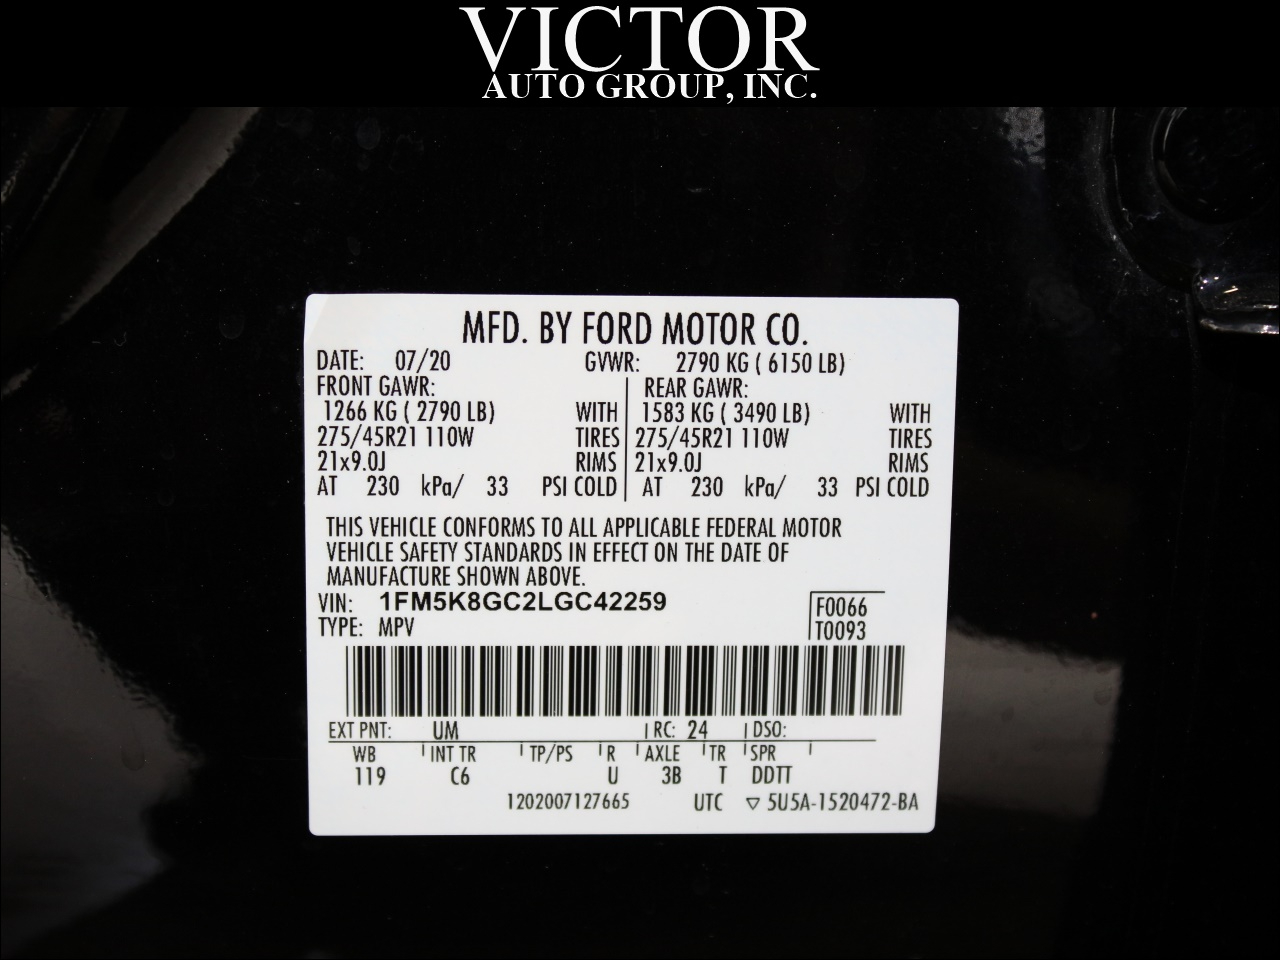 VICTOR
AUTO GROUP, INC.
MFD. BY FORD MOTOR CO.
DATE: 07/20 GVWR: 2790 KG ( 6150 LB)
FRONT GAWR: REAR GAWR:
1266 KG ( 2790 LB) WITH 1583 KG ( 3490 LB) WITH
275/45R21 110W TIRES 275/45R21 110W TIRES
21x9.0J RIMS 21x9.0J RIMS
AT 230 kPa/ 33 PSI COLD AT 230 kPa/ 33 PSI COLD
THIS VEHICLE CONFORMS TO ALL APPLICABLE FEDERAL MOTOR
VEHICLE SAFETY STANDARDS IN EFFECT ON THE DATE OF
MANUFACTURE SHOWN ABOVE.
VIN: 1FM5K8GC2LGC42259 F0066
TYPE: MPV T0093
EXT PNT: UM RC: 24 DSO:
WB INT TR TP/PS R AXLE TR SPR
119 C6 U 3B T DDTT
1202007127665 UTC ▽ 5U5A-1520472-BA